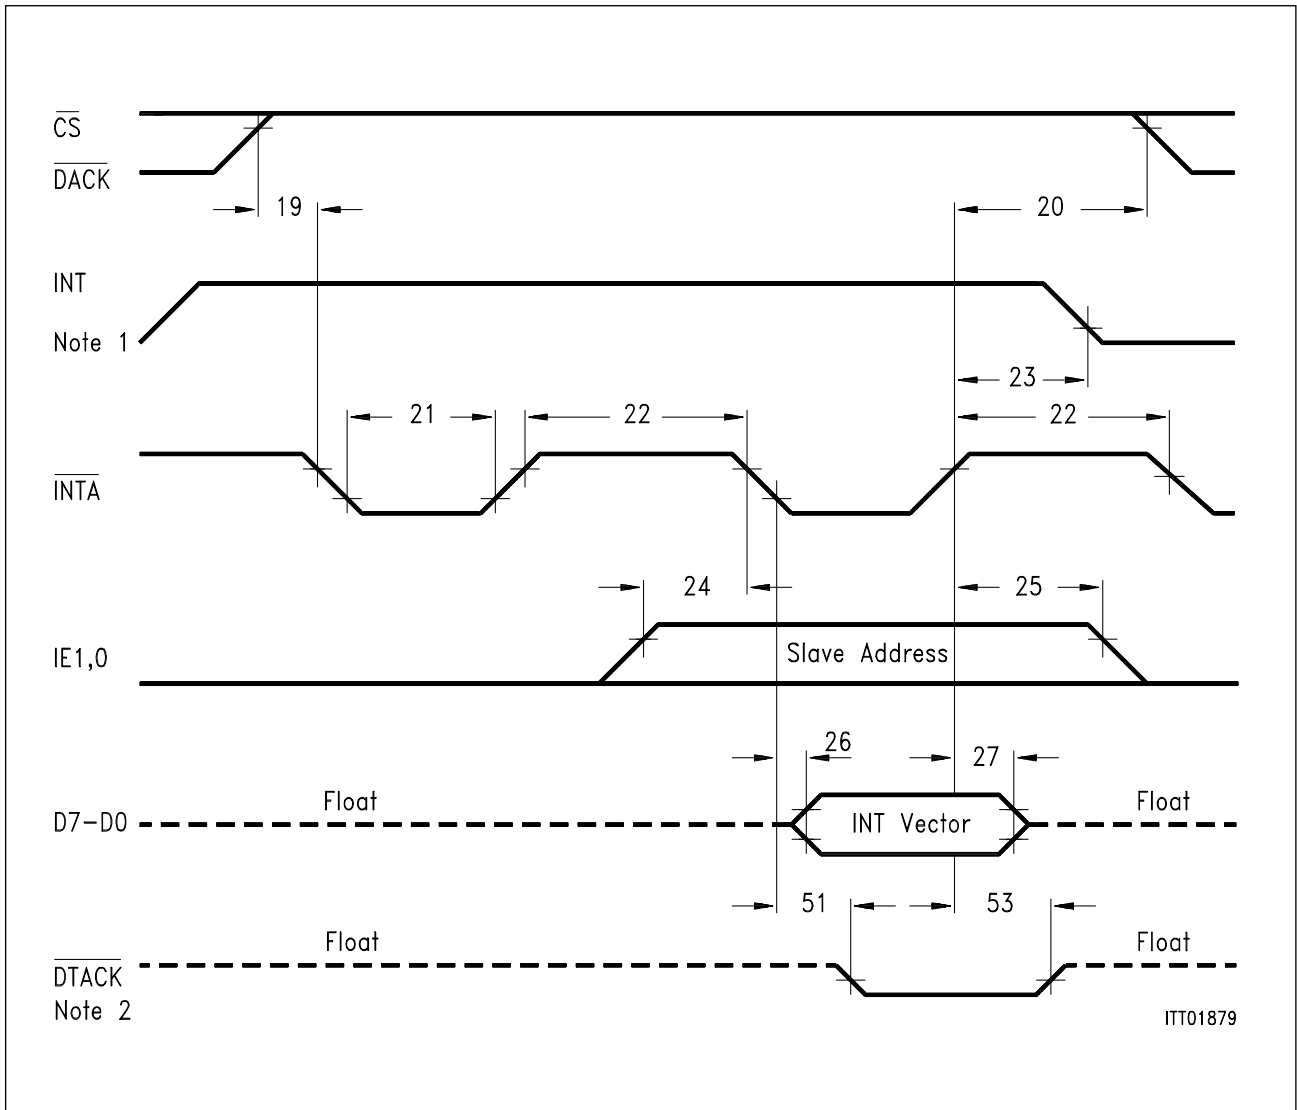 CS
DACK
19
20
INT
Note 1
23
21
22
22
INTA
24
25
IE1,0
Slave Address
26
27
Float
Float
D7-D0
INT Vector
51
53
Float
Float
DTACK
Note 2
ITT01879